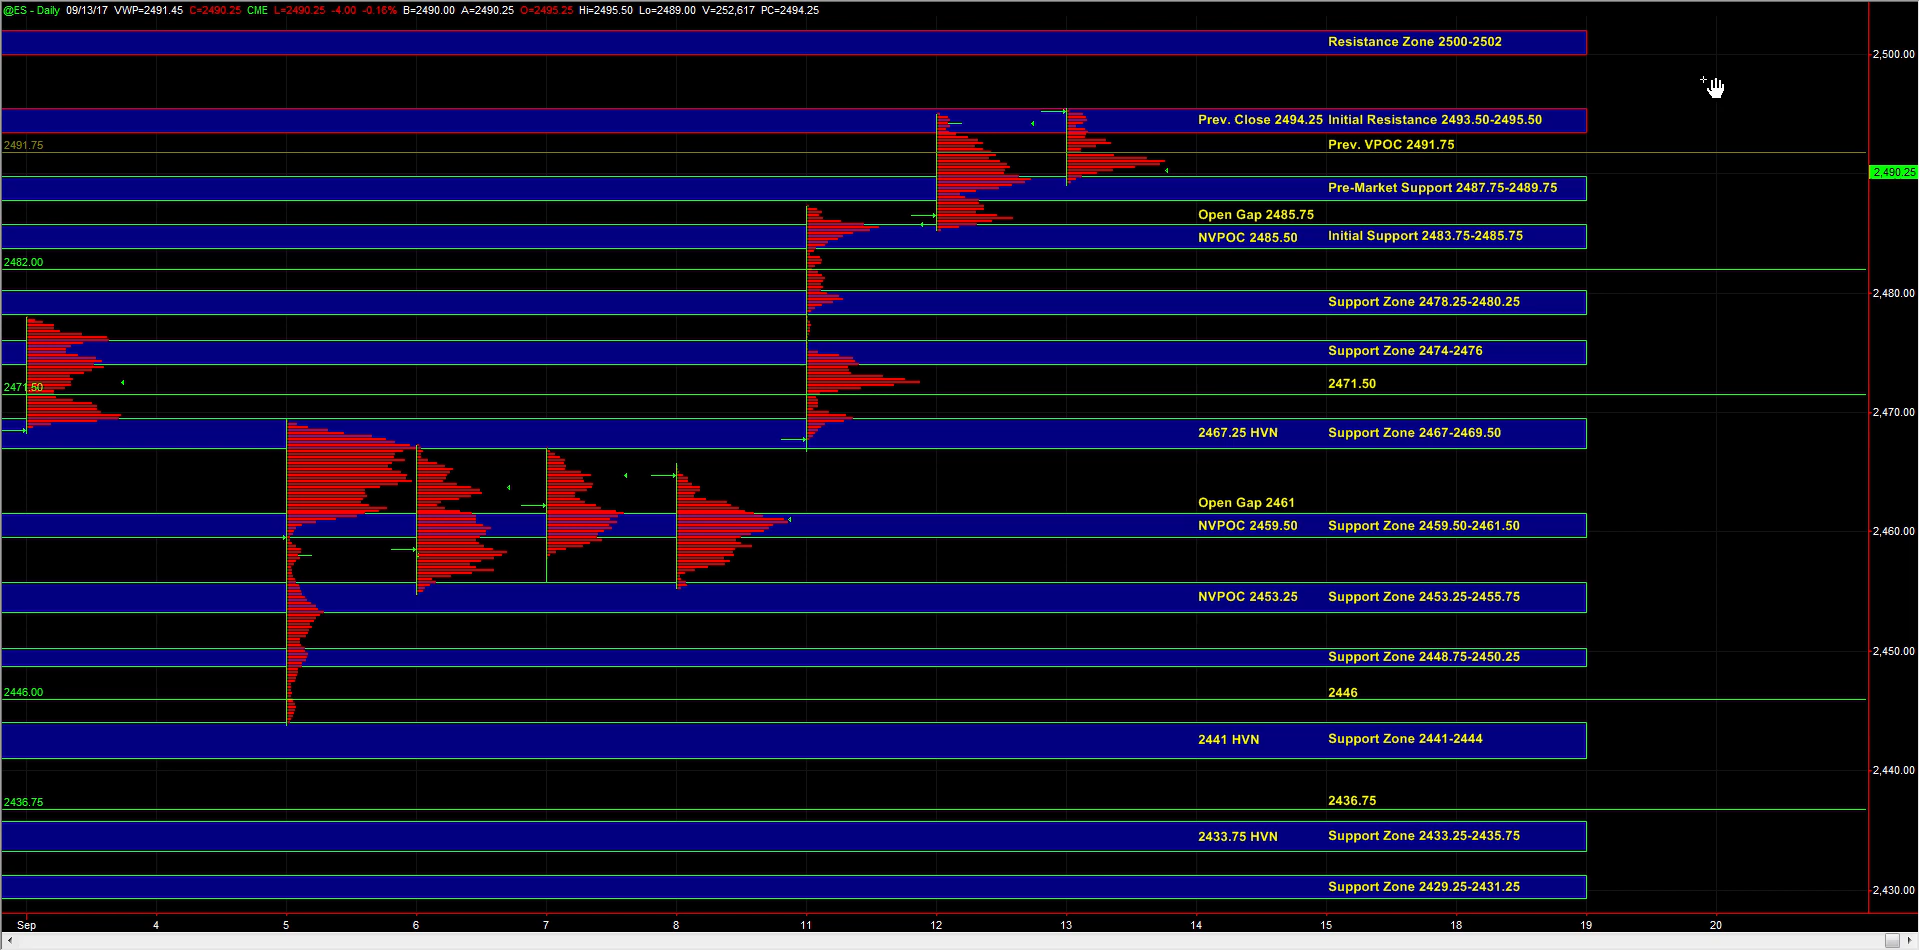 @ES - Daily 09/13/17 VWP=2491.45 C=2490.25 CME L=2490.25 -4.00 -0.16% B=2490.00 A=2490.25 O=2495.25 Hi=2495.50 Lo=2489.00 V=252,617 PC=2494.25
Resistance Zone 2500-2502
2,500.00
Prev. Close 2494.25 Initial Resistance 2493.50-2495.50
2491.75 Prev. VPOC 2491.75
2,490.25
Pre-Market Support 2487.75-2489.75
Open Gap 2485.75
NVPOC 2485.50 Initial Support 2483.75-2485.75
2482.00
2,480.00
Support Zone 2478.25-2480.25
Support Zone 2474-2476
2471.50 2471.50
2,470.00
2467.25 HVN Support Zone 2467-2469.50
Open Gap 2461
NVPOC 2459.50 Support Zone 2459.50-2461.50
2,460.00
NVPOC 2453.25 Support Zone 2453.25-2455.75
2,450.00
Support Zone 2448.75-2450.25
2446.00 2446
2441 HVN Support Zone 2441-2444
2,440.00
2436.75 2436.75
2433.75 HVN Support Zone 2433.25-2435.75
Support Zone 2429.25-2431.25
2,430.00
Sep 4 5 6 7 8 11 12 13 14 15 18 19 20